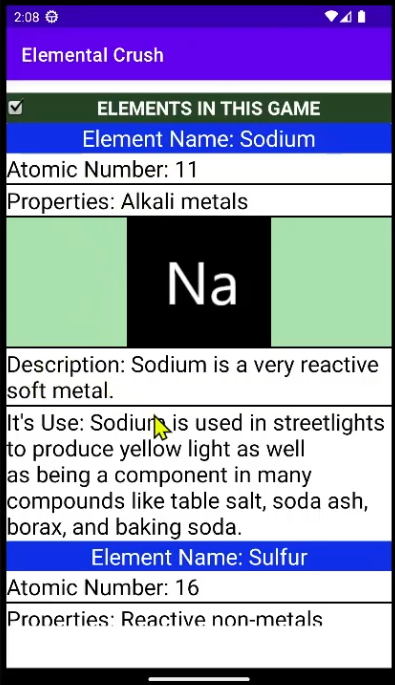 2:08
Elemental Crush
ELEMENTS IN THIS GAME
Element Name: Sodium
Atomic Number: 11
Properties: Alkali metals
Na
Description: Sodium is a very reactive
soft metal.
It's Use: Sodium is used in streetlights
to produce yellow light as well
as being a component in many
compounds like table salt, soda ash,
borax, and baking soda.
Element Name: Sulfur
Atomic Number: 16
Properties: Reactive non-metals